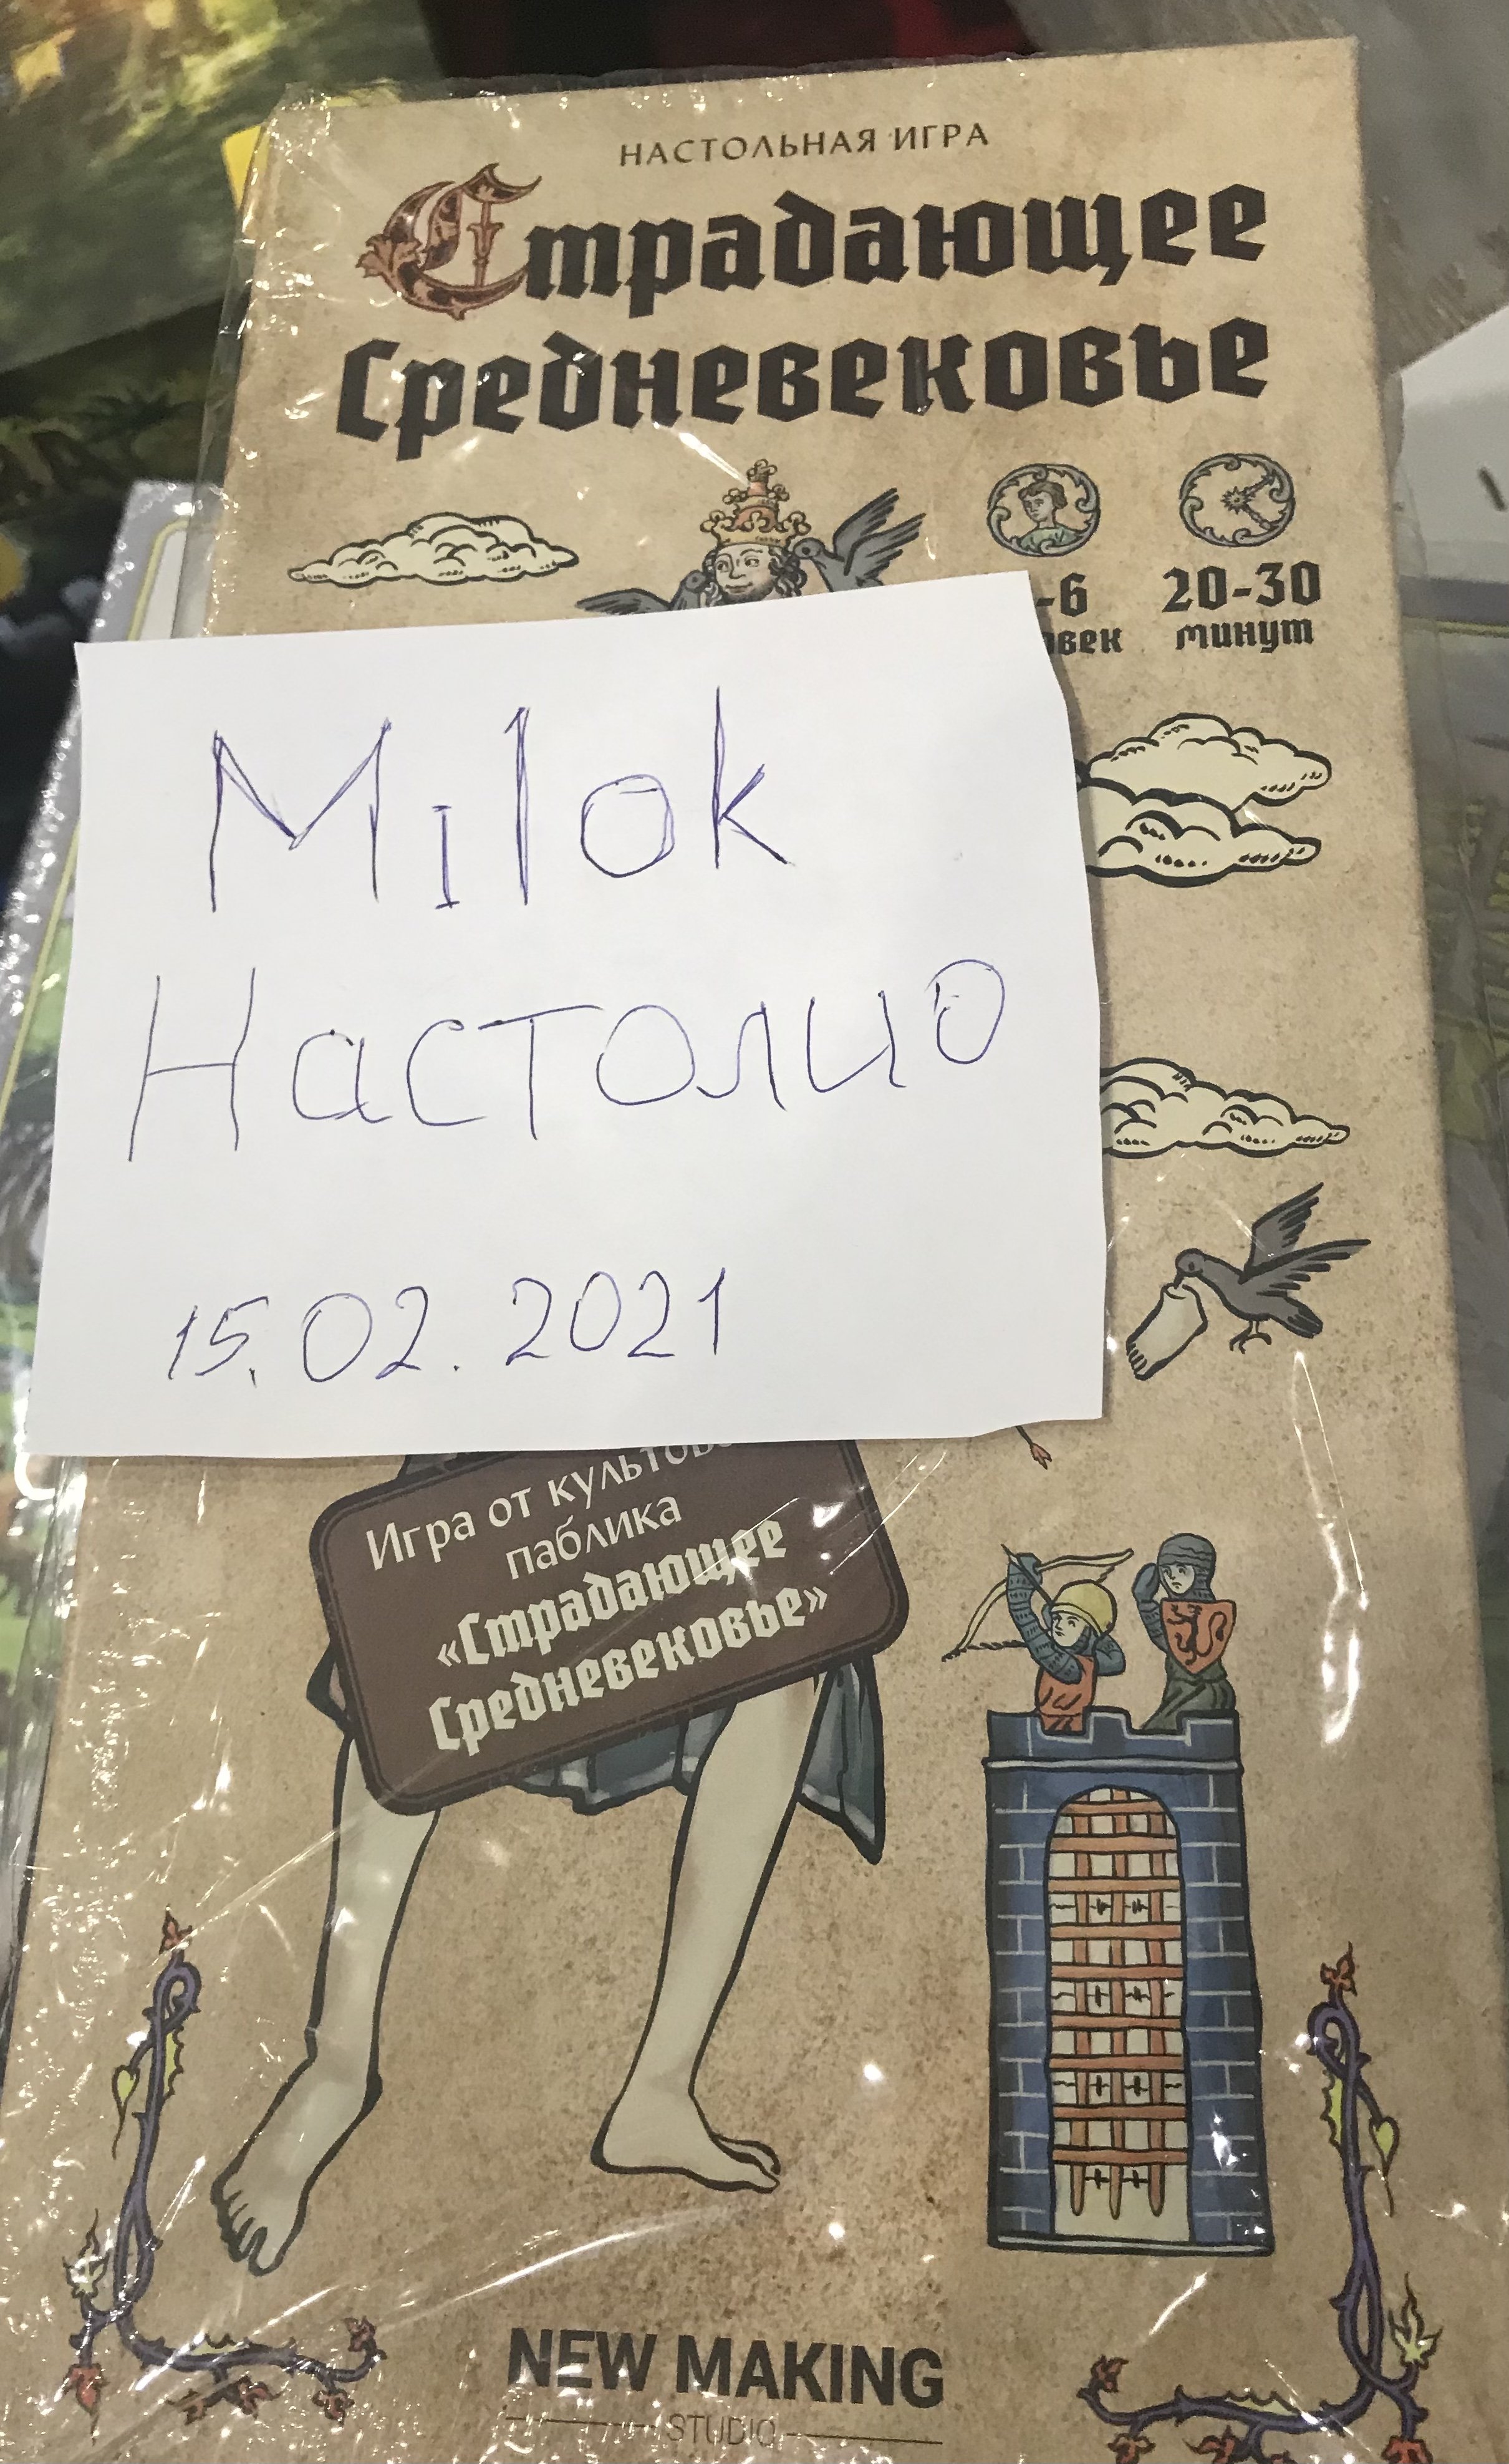 НАСТОЛЬНАЯ ИГРА
Страдающее
Средневековье
-6
20-30
минут
Milok
Настолио
15.02.2021
Игра от
паблика
«Страдающее
Средневековье»
NEW MAKING
STUDIO